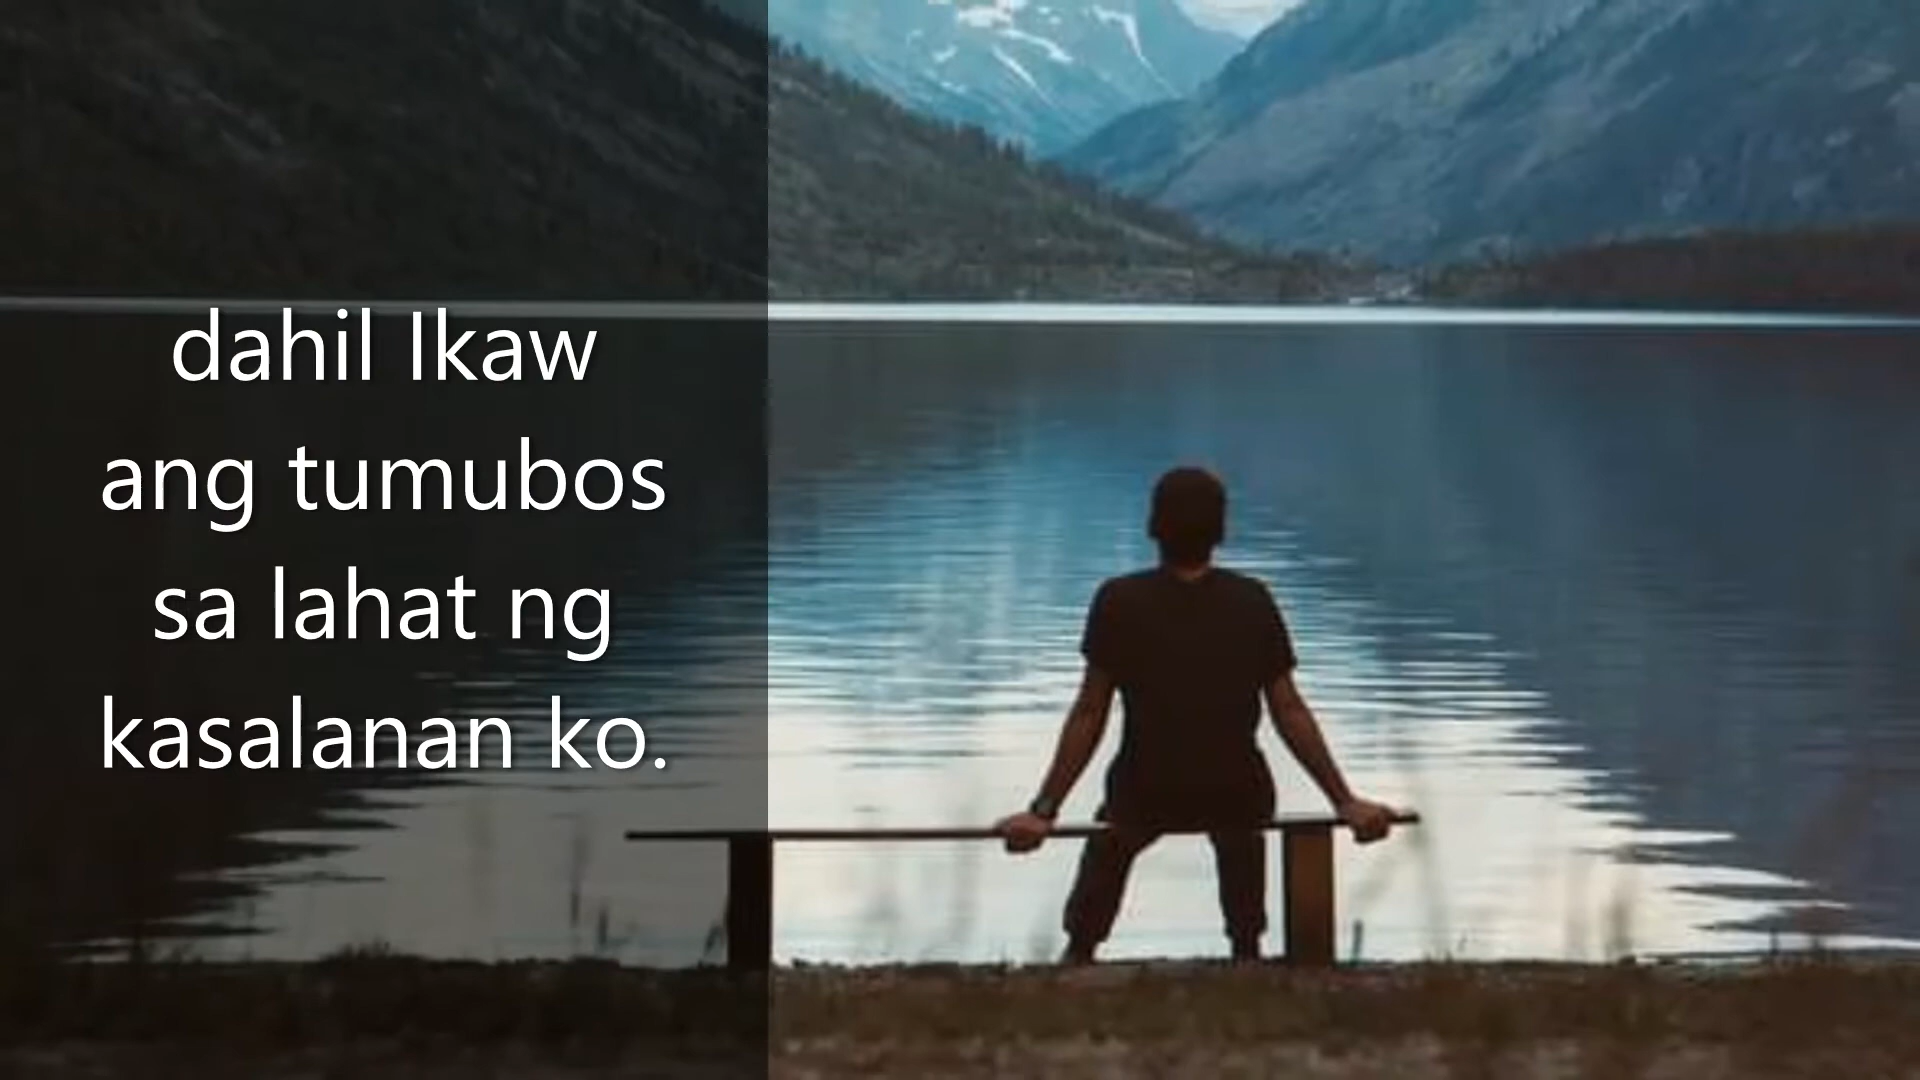 dahil Ikaw
ang tumubos
sa lahat ng
kasalanan ko.